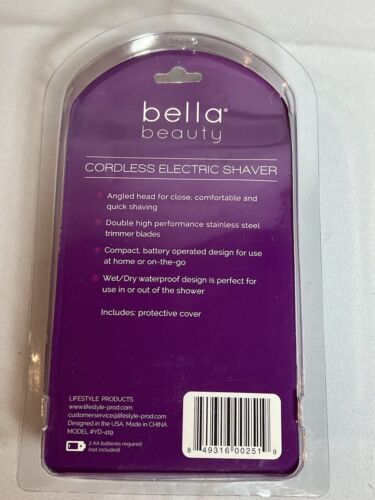 bella®
beauty
CORDLESS ELECTRIC SHAVER
Angled head for close, comfortable and
quick shaving
Double high performance stainless steel
trimmer blades
Compact, battery operated design for use
at home or on-the-go
Wet/Dry waterproof design is perfect for
use in or out of the shower
Includes: protective cover
LIFESTYLE PRODUCTS
www.lifestyle-prod.com
customerservice@lifestyle-prod.com
Designed in the USA. Made in CHINA
MODEL #YD-419
2 AA batteries required
(not included)
8 49316 00251 9